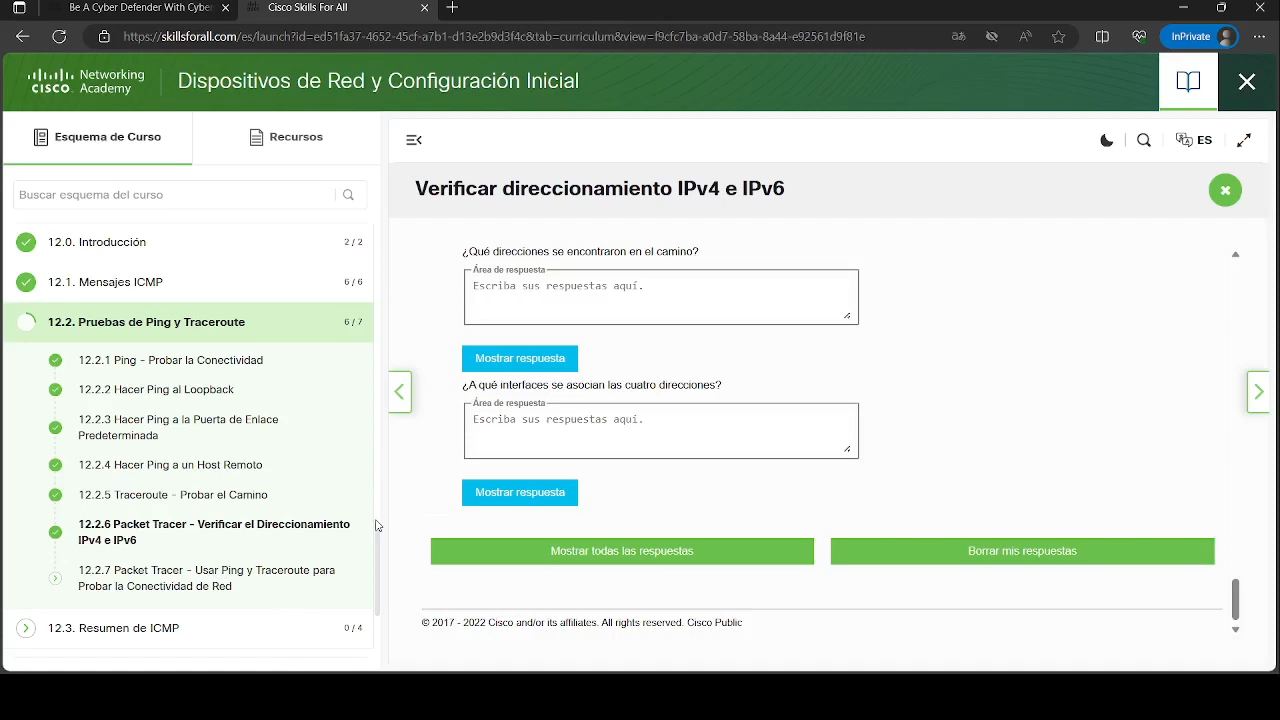 Be A Cyber Defender With Cyber
Cisco Skills For All
https://skillsforall.com/es/launch?id=ed51fa37-4652-45cf-a7b1-d13e2b9d3f4c&tab=curriculum&view=f9cfc7ba-a0d7-58ba-8a44-e92561d9f81e
InPrivate
Networking
CISCO Academy
Dispositivos de Red y Configuración Inicial
Esquema de Curso
Recursos
ES
Buscar esquema del curso
Verificar direccionamiento IPv4 e IPv6
12.0. Introducción 2 / 2
12.1. Mensajes ICMP 6 / 6
12.2. Pruebas de Ping y Traceroute 6 / 7
12.2.1 Ping - Probar la Conectividad
12.2.2 Hacer Ping al Loopback
12.2.3 Hacer Ping a la Puerta de Enlace
Predeterminada
12.2.4 Hacer Ping a un Host Remoto
12.2.5 Traceroute - Probar el Camino
12.2.6 Packet Tracer - Verificar el Direccionamiento
IPv4 e IPv6
12.2.7 Packet Tracer - Usar Ping y Traceroute para
Probar la Conectividad de Red
12.3. Resumen de ICMP 0 / 4
¿Qué direcciones se encontraron en el camino?
Área de respuesta
Escriba sus respuestas aquí.
Mostrar respuesta
¿A qué interfaces se asocian las cuatro direcciones?
Área de respuesta
Escriba sus respuestas aquí.
Mostrar respuesta
Mostrar todas las respuestas
Borrar mis respuestas
© 2017 - 2022 Cisco and/or its affiliates. All rights reserved. Cisco Public